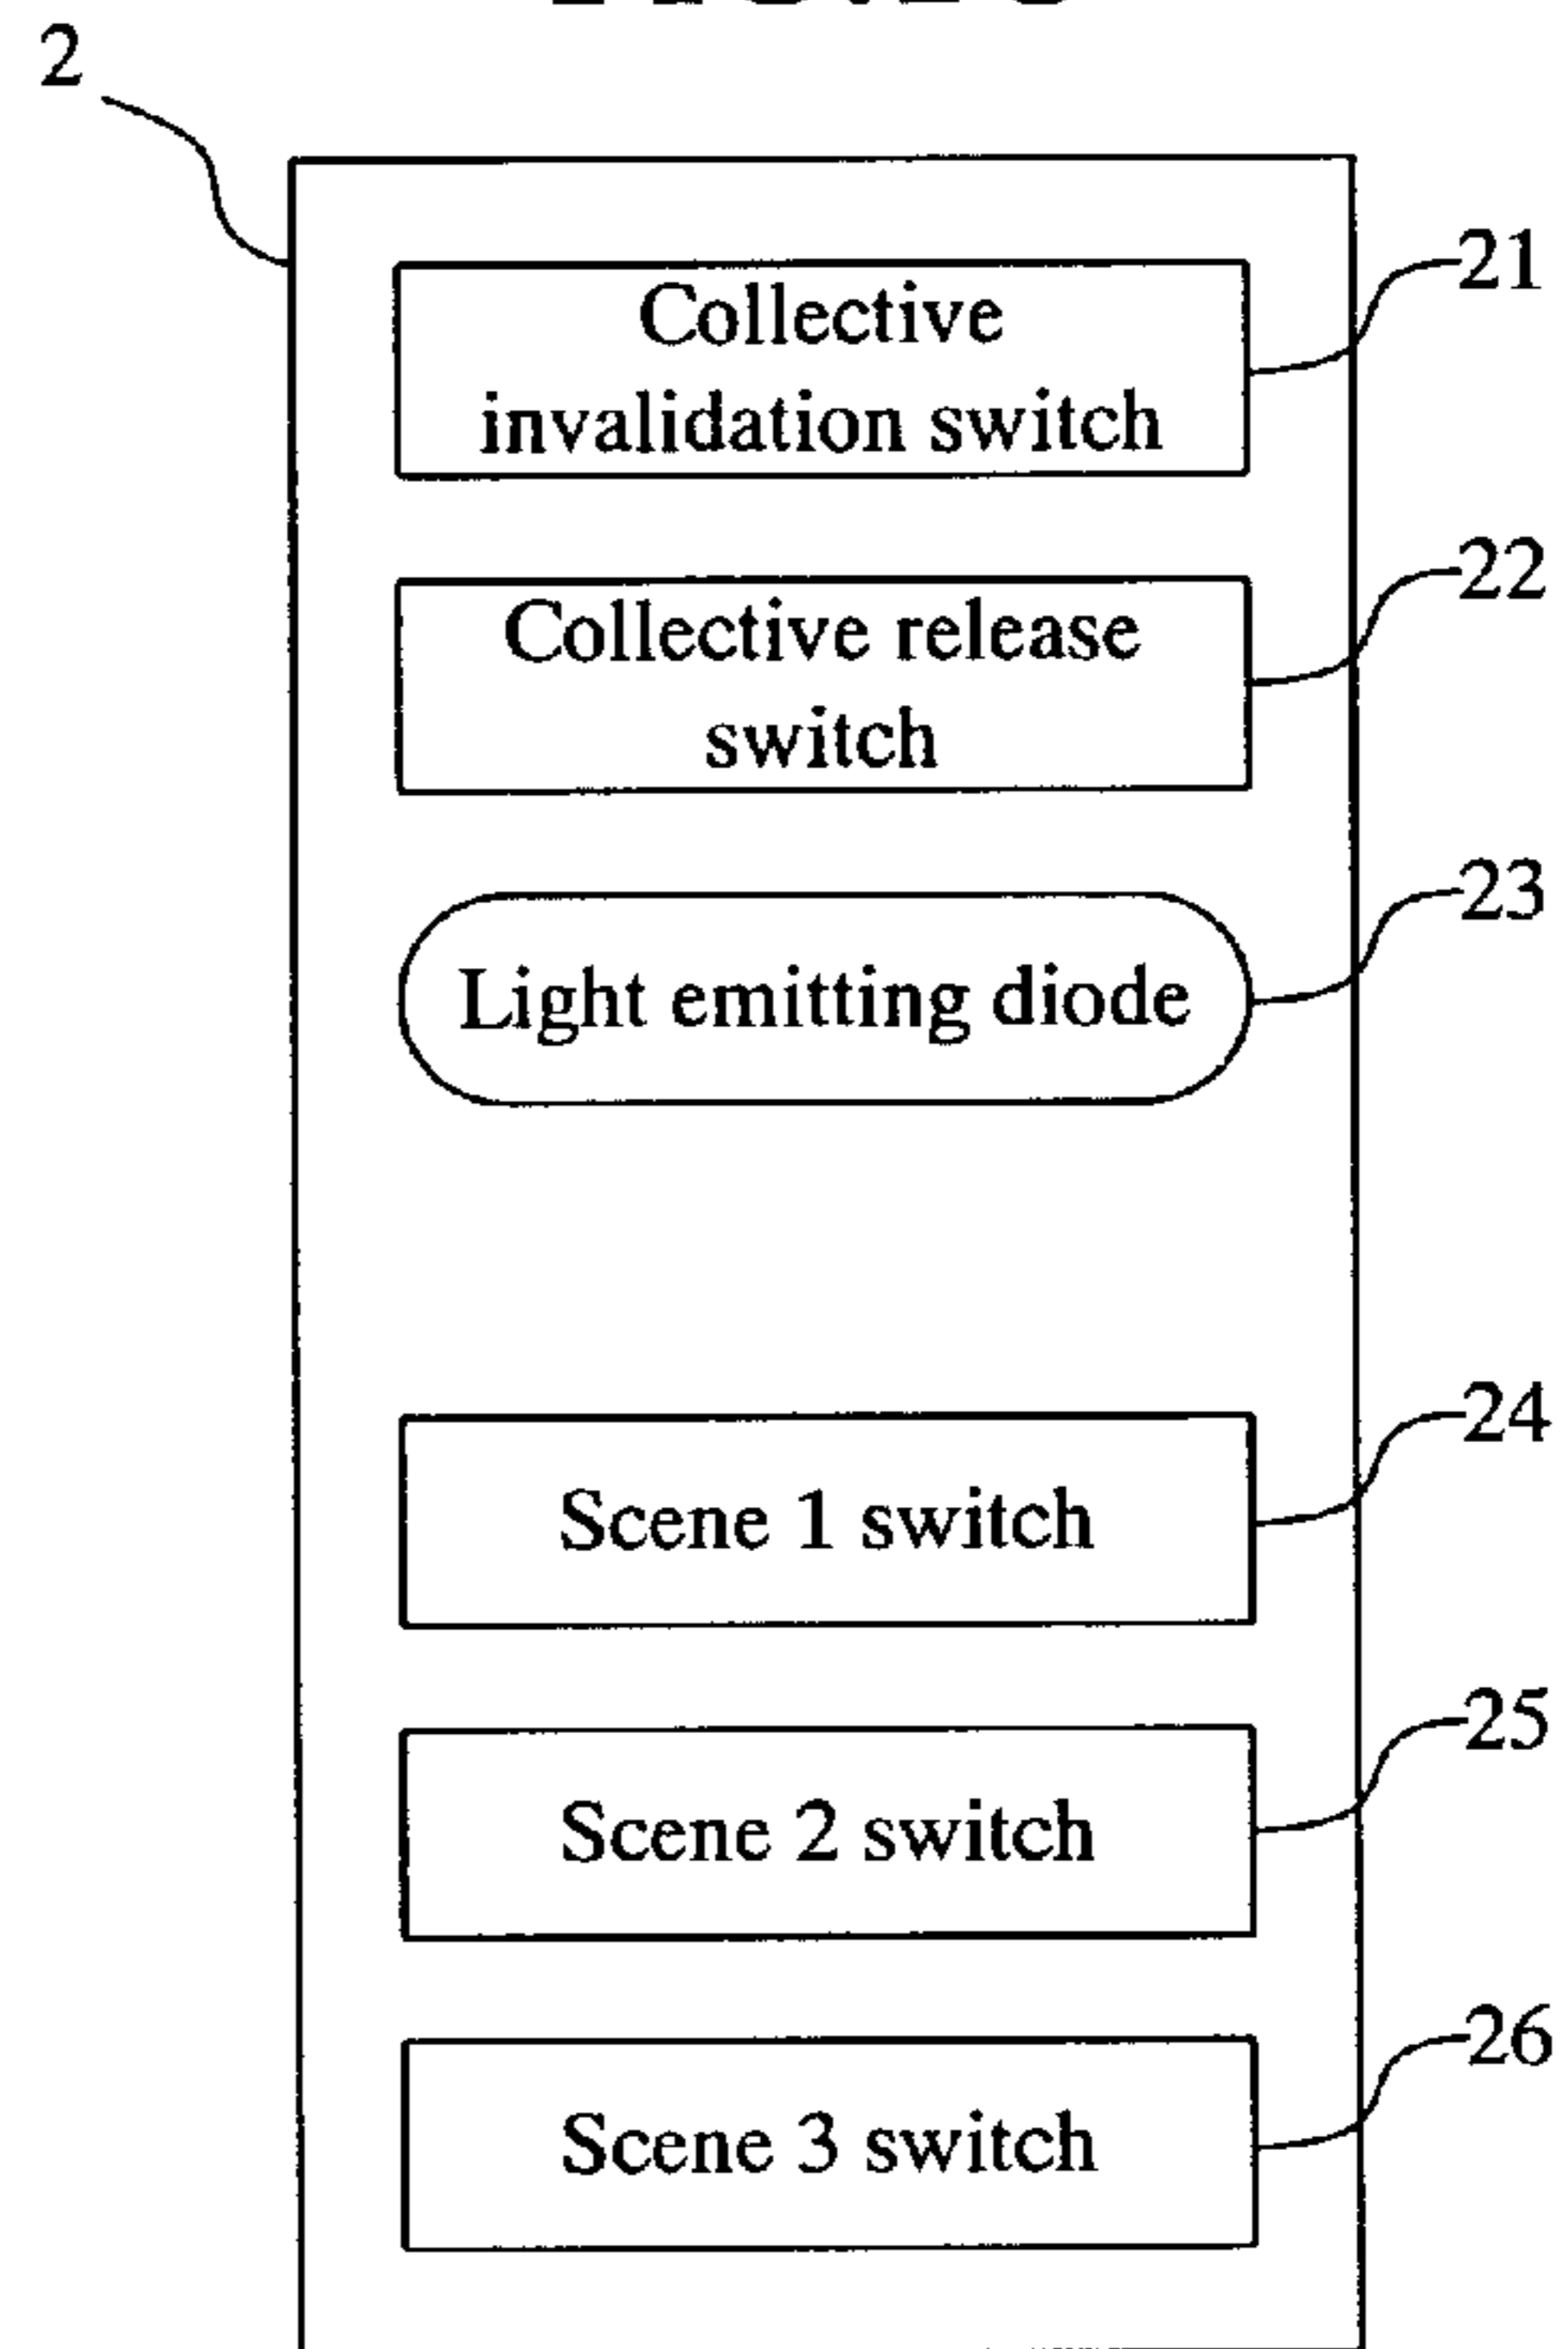 2
Collective
invalidation switch
21
Collective release
switch
22
Light emitting diode
23
Scene 1 switch
24
Scene 2 switch
25
Scene 3 switch
26